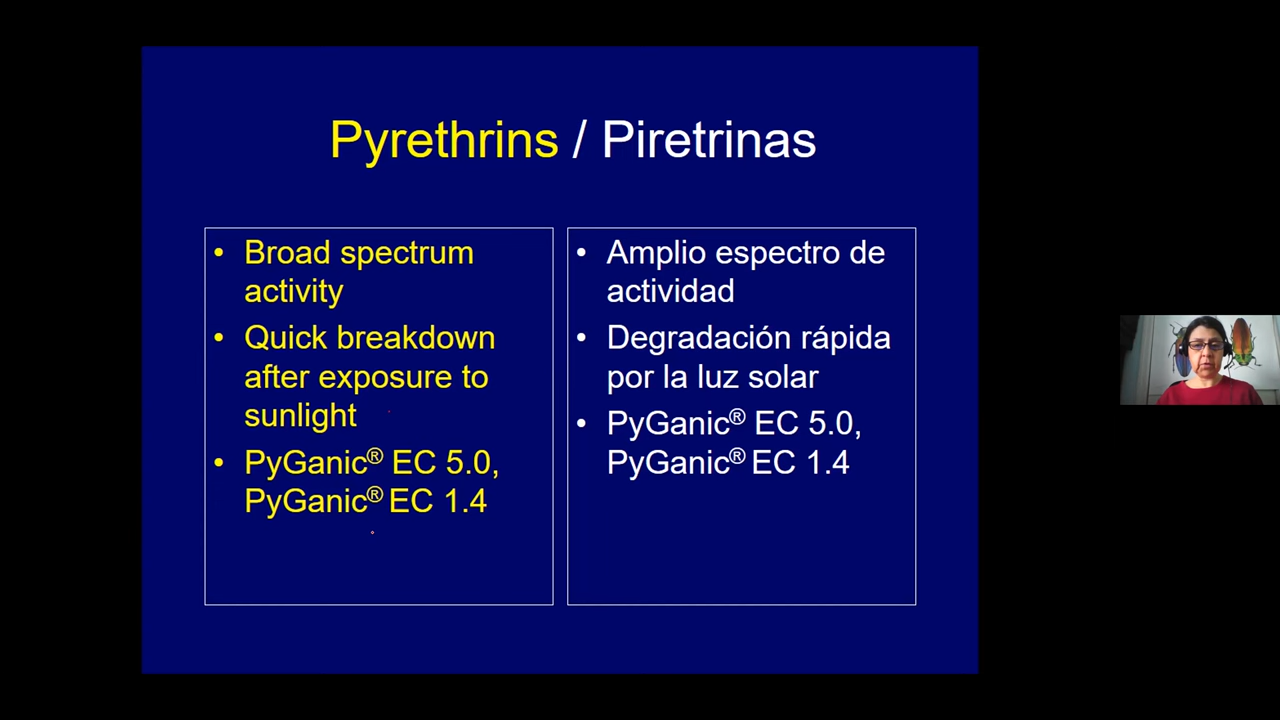 Pyrethrins / Piretrinas
• Broad spectrum
activity
• Quick breakdown
after exposure to
sunlight
• PyGanic® EC 5.0,
PyGanic® EC 1.4
• Amplio espectro de
actividad
• Degradación rápida
por la luz solar
• PyGanic® EC 5.0,
PyGanic® EC 1.4